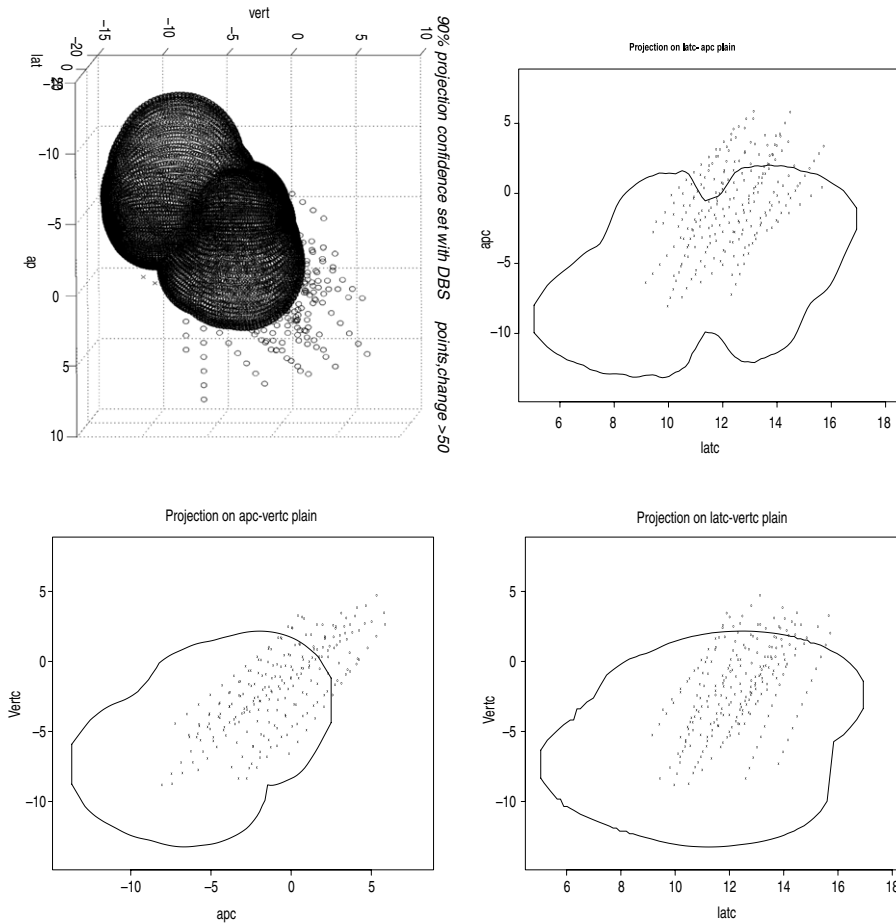 vert
−15 −10 −5 0 5 10
−20
0
lat
−10
−5
ap
0
5
10
90% projection confidence set with DBS points,change >50
Projection on latc- apc plain
5
0
−5
−10
apc
6 8 10 12 14 16 18
latc
Projection on apc-vertc plain
5
0
−5
−10
Vertc
−10 −5 0 5
apc
Projection on latc-vertc plain
5
0
−5
−10
Vertc
6 8 10 12 14 16 18
latc